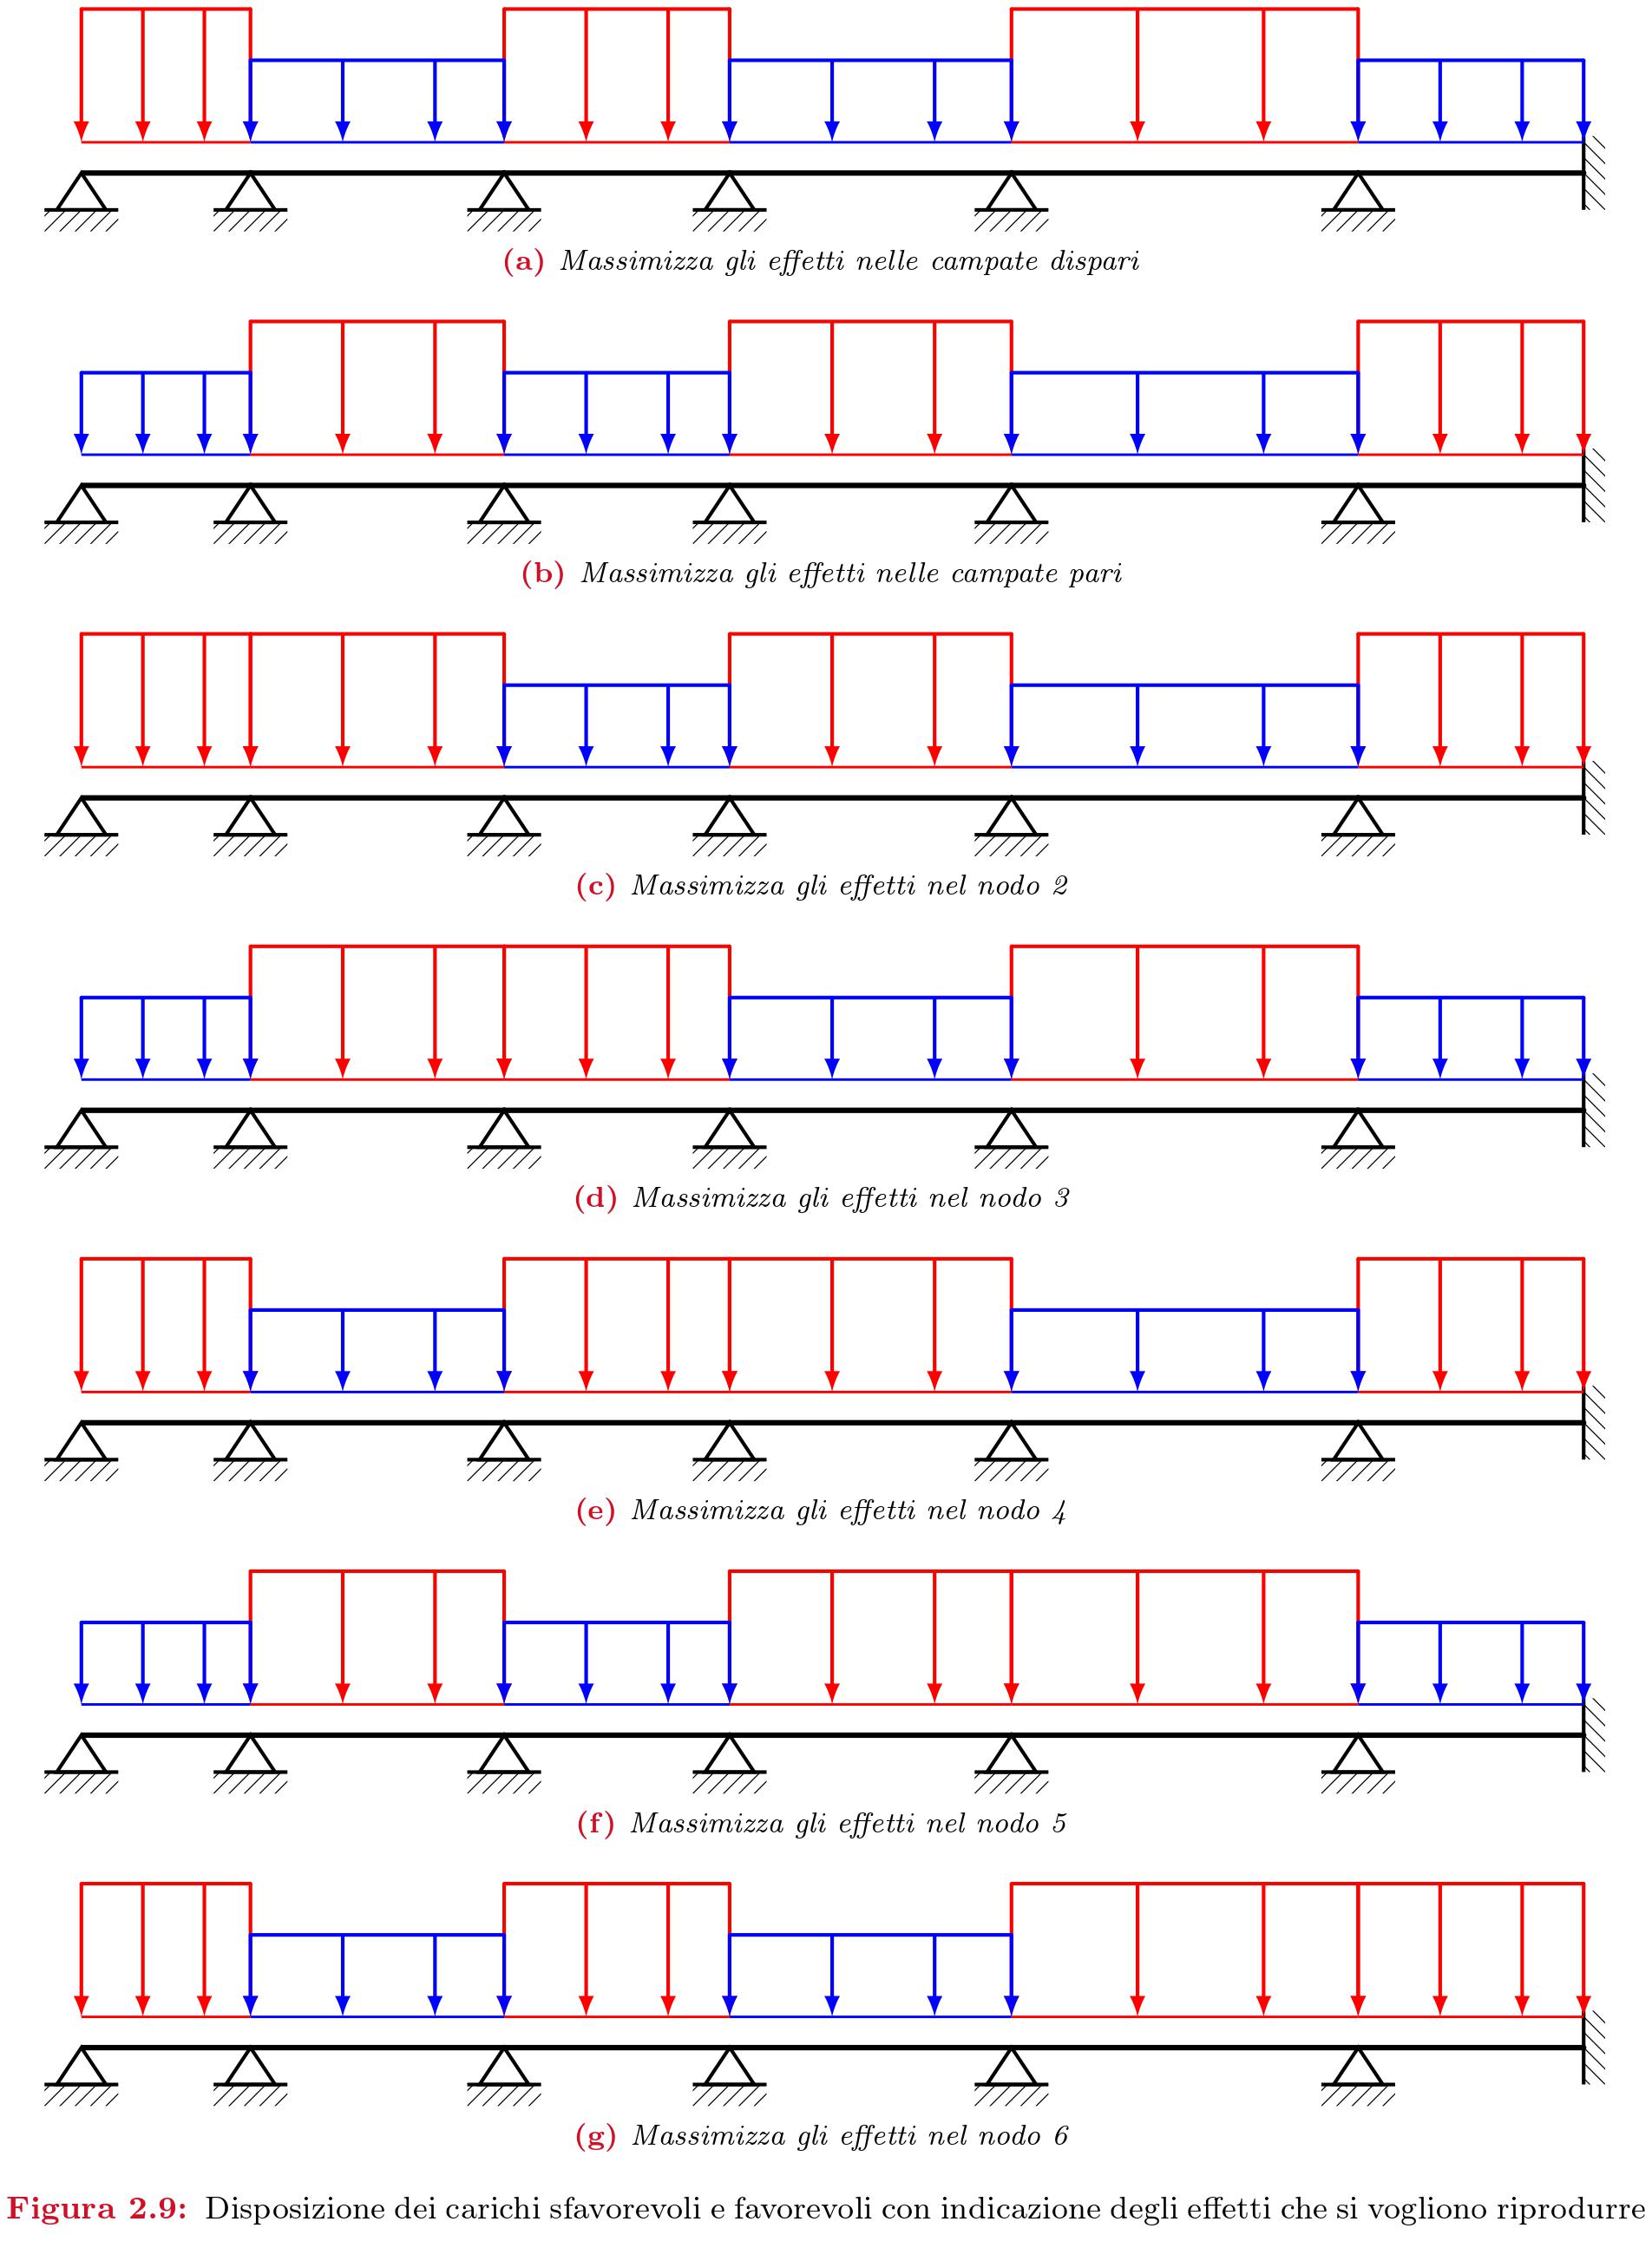 (a) Massimizza gli effetti nelle campate dispari
(b) Massimizza gli effetti nelle campate pari
(c) Massimizza gli effetti nel nodo 2
(d) Massimizza gli effetti nel nodo 3
(e) Massimizza gli effetti nel nodo 4
(f) Massimizza gli effetti nel nodo 5
(g) Massimizza gli effetti nel nodo 6
Figura 2.9: Disposizione dei carichi sfavorevoli e favorevoli con indicazione degli effetti che si vogliono riprodurre